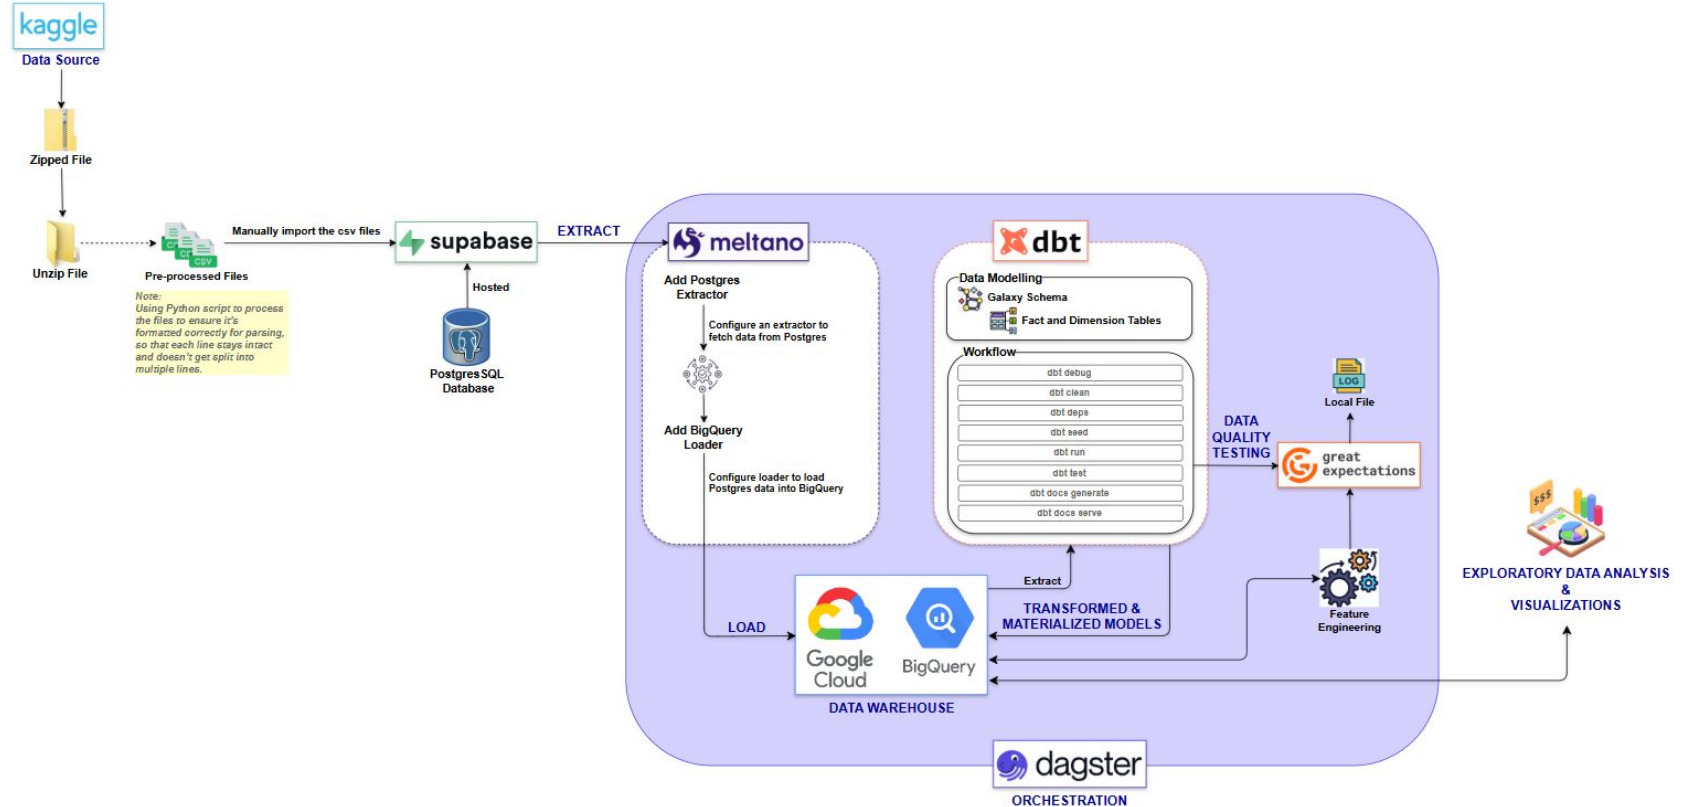 kaggle
Data Source
Zipped File
Unzip File
CSV
Pre-processed Files
Note:
Using Python script to process
the files to ensure it's
formatted correctly for parsing,
so that each line stays intact
and doesn't get split into
multiple lines.
Manually import the csv files
supabase
Hosted
PostgresSQL
Database
EXTRACT
meltano
Add Postgres
Extractor
Configure an extractor to
fetch data from Postgres
Add BigQuery
Loader
Configure loader to load
Postgres data into BigQuery
LOAD
dbt
Data Modelling
Galaxy Schema
Fact and Dimension Tables
Workflow
dbt debug
dbt clean
dbt deps
dbt seed
dbt run
dbt test
dbt docs generate
dbt docs serve
Extract
TRANSFORMED &
MATERIALIZED MODELS
Google
Cloud
BigQuery
DATA WAREHOUSE
DATA
QUALITY
TESTING
LOG
Local File
great
expectations
Feature
Engineering
$$$
EXPLORATORY DATA ANALYSIS
&
VISUALIZATIONS
dagster
ORCHESTRATION